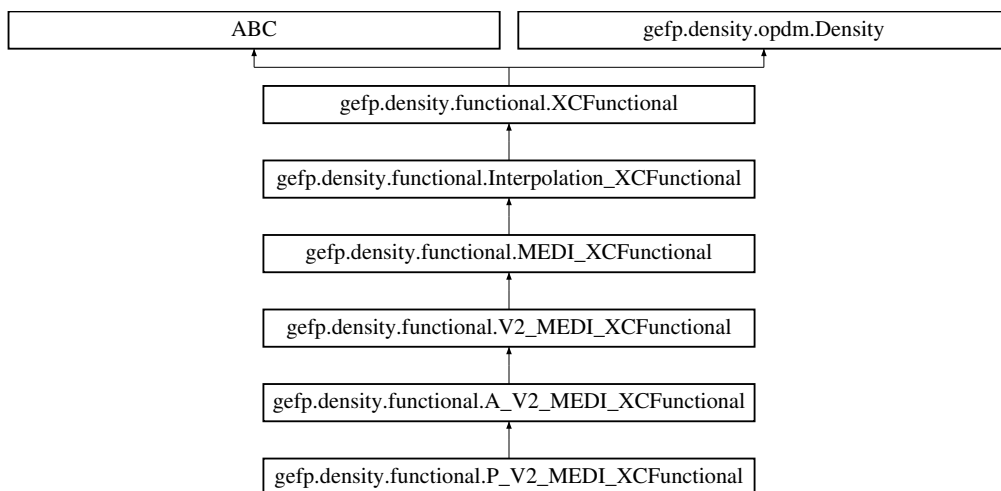 ABC
gefp.density.opdm.Density
gefp.density.functional.XCFunctional
gefp.density.functional.Interpolation_XCFunctional
gefp.density.functional.MEDI_XCFunctional
gefp.density.functional.V2_MEDI_XCFunctional
gefp.density.functional.A_V2_MEDI_XCFunctional
gefp.density.functional.P_V2_MEDI_XCFunctional